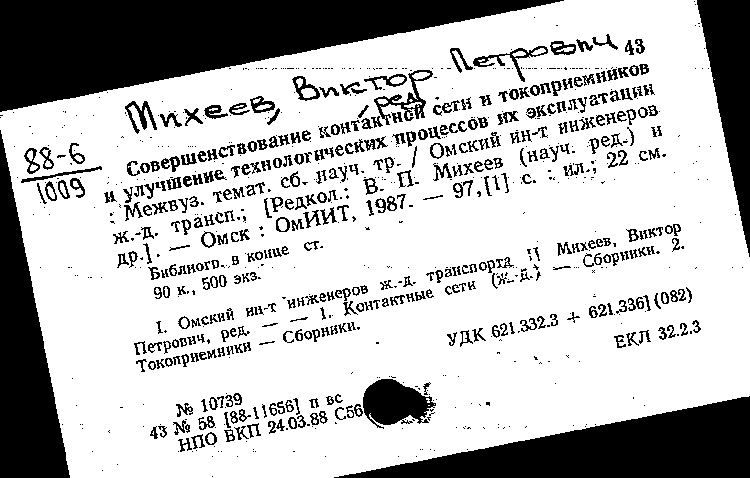 Михеев, Виктор Петрович
, ред.
43
88-6
1009
Совершенствование контактной сети и токоприемников
и улучшение технологических процессов их эксплуатации
: Межвуз. темат. сб. науч. тр. / Омский ин-т инженеров
ж.-д. трансп.; [Редкол.: В. П. Михеев (науч. ред.) и
др.]. — Омск : ОмИИТ, 1987. — 97,[1] с. : ил.; 22 см.
Библиогр. в конце ст.
90 к., 500 экз.
I. Омский ин-т инженеров ж.-д. транспорта II Михеев, Виктор
Петрович, ред. — — 1. Контактные сети (ж.-д.) — Сборники. 2.
Токоприемники — Сборники.
УДК 621.332.3 + 621.336](082)
ЕКЛ 32.2.3
№ 10739
43 № 58 [88-11656] п вс
НПО ВКП 24.03.88 С56